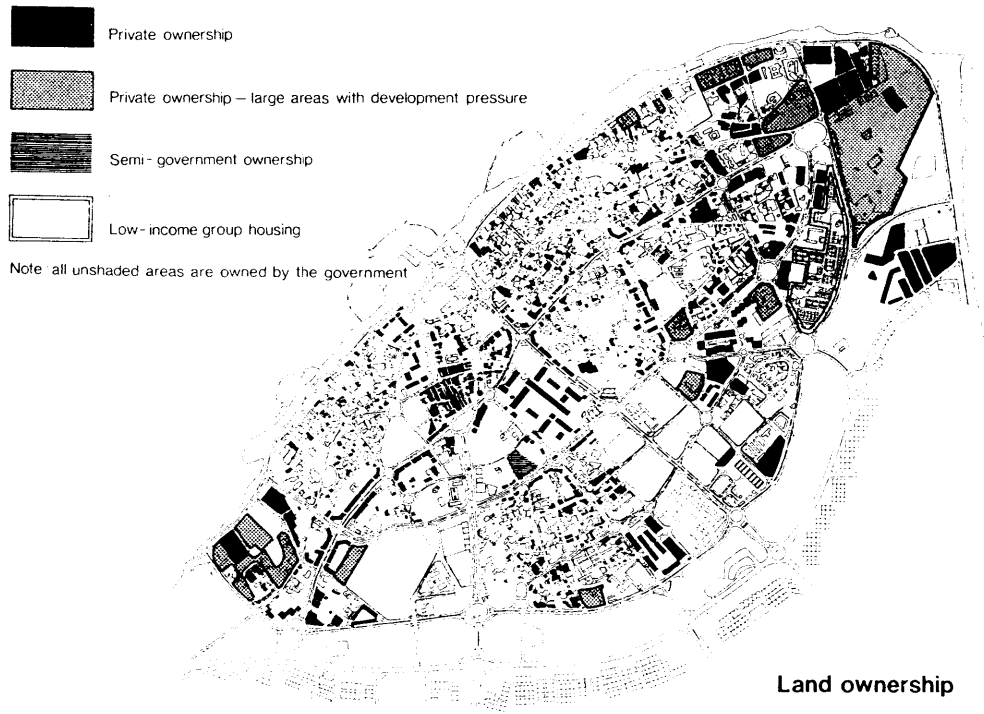 Private ownership
Private ownership – large areas with development pressure
Semi-government ownership
Low-income group housing
Note all unshaded areas are owned by the government
Land ownership